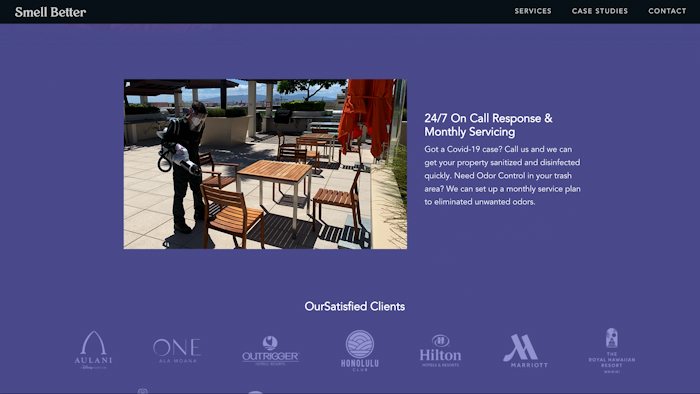 Smell Better
SERVICES CASE STUDIES CONTACT
24/7 On Call Response &
Monthly Servicing
Got a Covid-19 case? Call us and we can
get your property sanitized and disinfected
quickly. Need Odor Control in your trash
area? We can set up a monthly service plan
to eliminated unwanted odors.
OurSatisfied Clients
AULANI
ONE
ALA MOANA
OUTRIGGER
HONOLULU
CLUB
Hilton
HOTELS & RESORTS
MARRIOTT
THE
ROYAL HAWAIIAN
RESORT
WAIKIKI